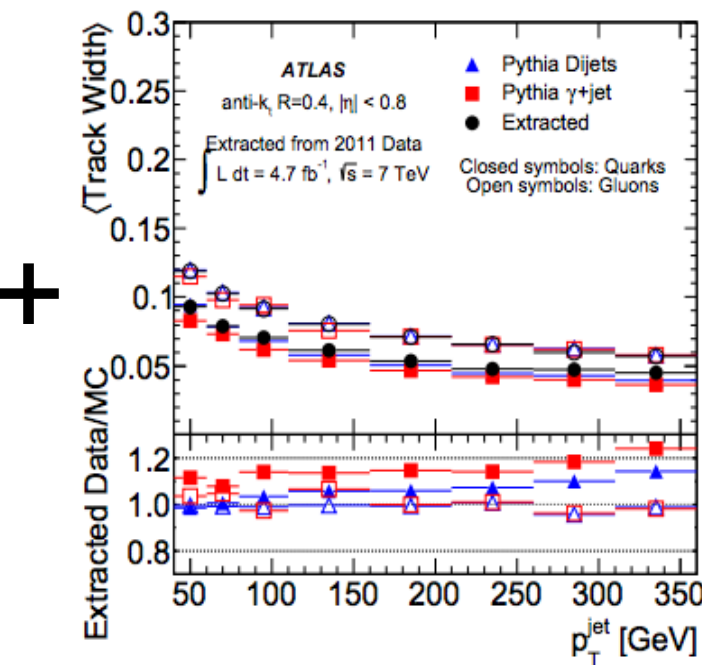 +
⟨Track Width⟩
0.3
0.25
0.2
0.15
0.1
0.05
ATLAS
anti-kₜ R=0.4, |η| < 0.8
Extracted from 2011 Data
∫ L dt = 4.7 fb⁻¹, √s = 7 TeV
Pythia Dijets
Pythia γ+jet
Extracted
Closed symbols: Quarks
Open symbols: Gluons
Extracted Data/MC
1.2
1.0
0.8
50 100 150 200 250 300 350
p_T^jet [GeV]